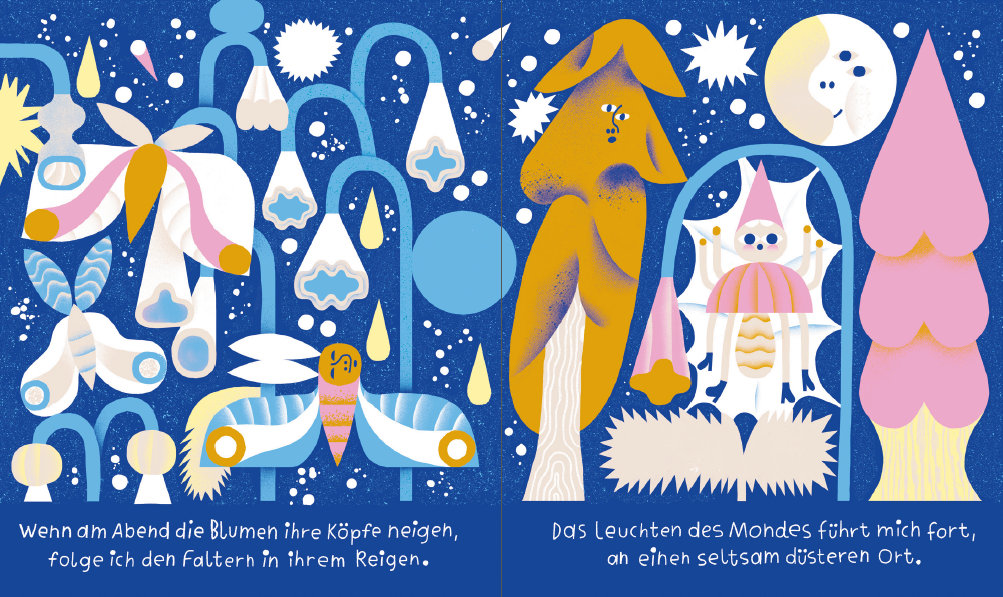 Wenn am Abend die Blumen ihre Köpfe neigen,
folge ich den Faltern in ihrem Reigen.
Das Leuchten des Mondes führt mich fort,
an einen seltsam düsteren Ort.